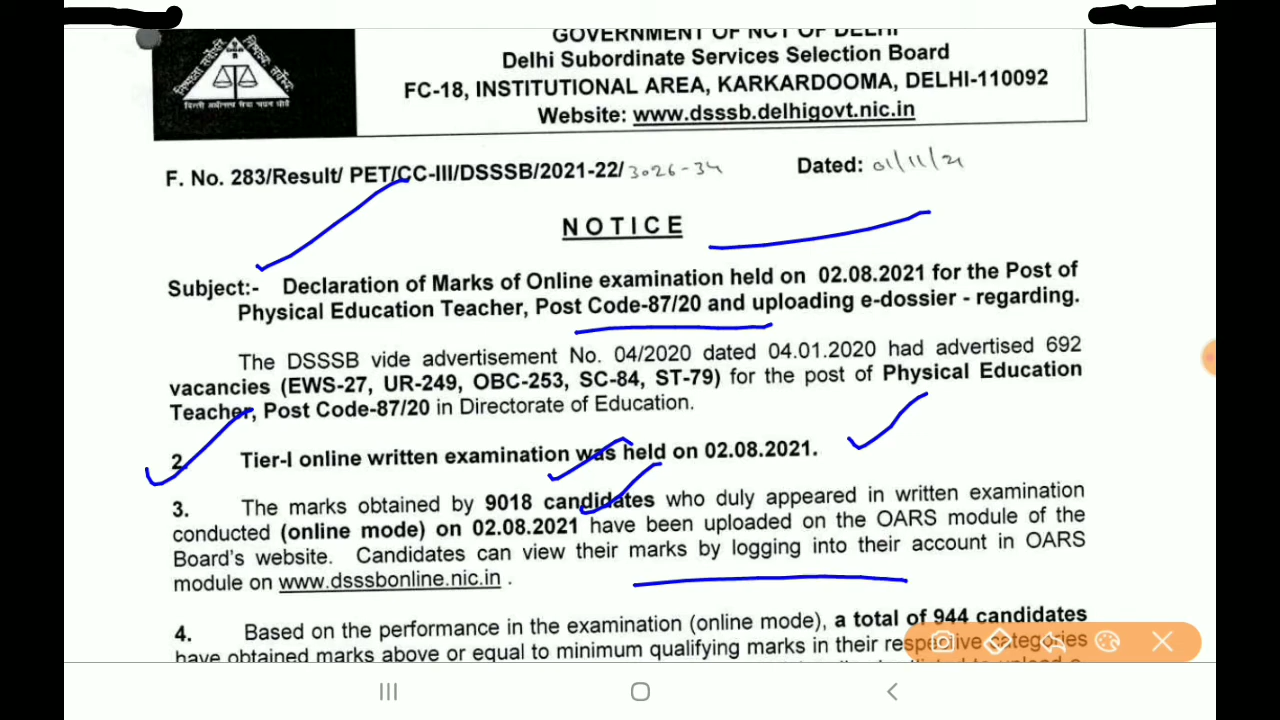 GOVERNMENT OF NCT OF DELHI
Delhi Subordinate Services Selection Board
FC-18, INSTITUTIONAL AREA, KARKARDOOMA, DELHI-110092
Website: www.dsssb.delhigovt.nic.in
F. No. 283/Result/ PET/CC-III/DSSSB/2021-22/3026-34 Dated: 01/11/21
NOTICE
Subject:- Declaration of Marks of Online examination held on 02.08.2021 for the Post of
Physical Education Teacher, Post Code-87/20 and uploading e-dossier - regarding.
The DSSSB vide advertisement No. 04/2020 dated 04.01.2020 had advertised 692
vacancies (EWS-27, UR-249, OBC-253, SC-84, ST-79) for the post of Physical Education
Teacher, Post Code-87/20 in Directorate of Education.
2. Tier-I online written examination was held on 02.08.2021.
3. The marks obtained by 9018 candidates who duly appeared in written examination
conducted (online mode) on 02.08.2021 have been uploaded on the OARS module of the
Board's website. Candidates can view their marks by logging into their account in OARS
module on www.dsssbonline.nic.in .
4. Based on the performance in the examination (online mode), a total of 944 candidates
have obtained marks above or equal to minimum qualifying marks in their respective categories